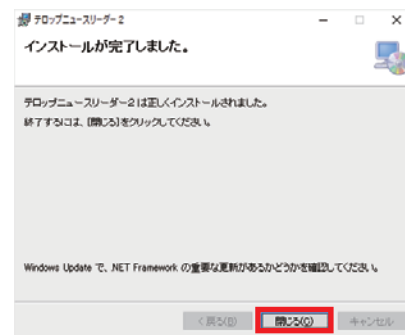 テロップニュースリーダー2
インストールが完了しました。
テロップニュースリーダー2は正しくインストールされました。
終了するには、[閉じる]をクリックしてください。
Windows Update で、.NET Framework の重要な更新があるかどうかを確認してください。
< 戻る(B)
閉じる(C)
キャンセル